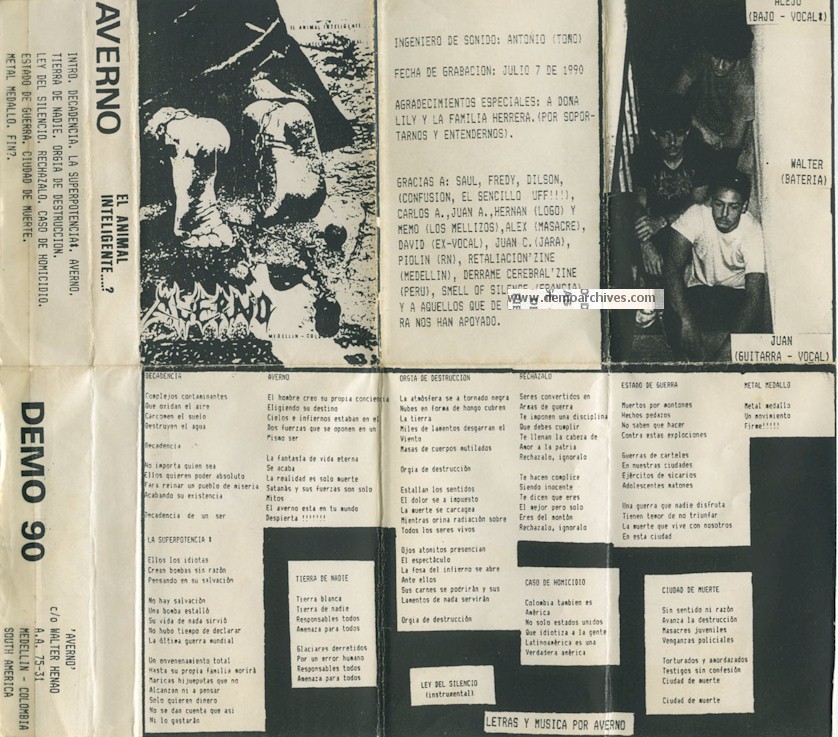 AVERNO
EL ANIMAL
INTELIGENTE....?
INTRO. DECADENCIA. LA SUPERPOTENCIA#. AVERNO.
TIERRA DE NADIE. ORGIA DE DESTRUCCION.
LEY DEL SILENCIO. RECHAZALO. CASO DE HOMICIDIO.
ESTADO DE GUERRA. CIUDAD DE MUERTE.
METAL MEDALLO. FIN?.
DEMO 90
'AVERNO'
c/o WALTER HENAO
A.A. 75-31
MEDELLIN - COLOMBIA
SOUTH AMERICA
EL ANIMAL INTELIGENTE
AVERNO
MEDELLIN - COL
INGENIERO DE SONIDO: ANTONIO (TOÑO)
FECHA DE GRABACION: JULIO 7 DE 1990
AGRADECIMIENTOS ESPECIALES: A DOÑA
LILY Y LA FAMILIA HERRERA.(POR SOPOR-
TARNOS Y ENTENDERNOS).
GRACIAS A: SAUL, FREDY, DILSON,
(CONFUSION, EL SENCILLO UFF!!!),
CARLOS A.,JUAN A.,HERNAN (LOGO) Y
MEMO (LOS MELLIZOS),ALEX (MASACRE),
DAVID (EX-VOCAL), JUAN C.(JARA),
PIOLIN (RN), RETALIACION'ZINE
(MEDELLIN), DERRAME CEREBRAL'ZINE
(PERU), SMELL OF SILENCE (FRANCIA)
Y A AQUELLOS QUE DE
RA NOS HAN APOYADO.
www.demoarchives.com
ALEJO
(BAJO - VOCAL#)
WALTER
(BATERIA)
JUAN
(GUITARRA - VOCAL)
DECADENCIA
Complejos contaminantes
Que oxidan el aire
Carcomen el suelo
Destruyen el agua
Decadencia
No importa quien sea
Ellos quieren poder absoluto
Para reinar un pueblo de miseria
Acabando su existencia
Decadencia de un ser
LA SUPERPOTENCIA #
Ellos los idiotas
Crean bombas sin razón
Pensando en su salvación
No hay salvación
Una bomba estalló
Su vida de nada sirvió
No hubo tiempo de declarar
La última guerra mundial
Un envenenamiento total
Hasta su propia familia morirá
Maricas hijueputas que no
Alcanzan ni a pensar
Solo quieren dinero
No se dan cuenta que asi
Ni lo gastarán
AVERNO
El hombre creo su propia conciencia
Eligiendo su destino
Cielos e infiernos estaban en el
Dos fuerzas que se oponen en un
Mismo ser
La fantasía de vida eterna
Se acaba
La realidad es solo muerte
Satanás y sus fuerzas son solo
Mitos
El averno esta en tu mundo
Despierta !!!!!!!
TIERRA DE NADIE
Tierra blanca
Tierra de nadie
Responsables todos
Amenaza para todos
Glaciares derretidos
Por un error humano
Responsables todos
Amenaza para todos
ORGIA DE DESTRUCCION
La atmósfera se a tornado negra
Nubes en forma de hongo cubren
La tierra
Miles de lamentos desgarran el
Viento
Masas de cuerpos mutilados
Orgia de destrucción
Estallan los sentidos
El dolor se a impuesto
La muerte se carcagea
Mientras orina radiación sobre
Todos los seres vivos
Ojos atonitos presencian
El espectáculo
La fosa del infierno se abre
Ante ellos
Sus carnes se podrirán y sus
Lamentos de nada servirán
Orgia de destrucción
LEY DEL SILENCIO
(instrumental)
RECHAZALO
Seres convertidos en
Armas de guerra
Te imponen una disciplina
Que debes cumplir
Te llenan la cabeza de
Amor a la patria
Rechazalo, ignoralo
Te hacen complice
Siendo inocente
Te dicen que eres
El mejor pero solo
Eres del montón
Rechazalo, ignoralo
CASO DE HOMICIDIO
Colombia tambien es
América
No solo estados unidos
Que idiotiza a la gente
Latinoamérica es una
Verdadera américa
ESTADO DE GUERRA
Muertos por montones
Hechos pedazos
No saben que hacer
Contra estas explociones
Guerras de carteles
En nuestras ciudades
Ejércitos de sicarios
Adolescentes matones
Una guerra que nadie disfruta
Tienen temor de no triunfar
La muerte que vive con nosotros
En esta ciudad
CIUDAD DE MUERTE
Sin sentido ni razón
Avanza la destrucción
Masacres juveniles
Venganzas policiales
Torturados y amordazados
Testigos sin confesión
Ciudad de muerte
Ciudad de muerte
METAL MEDALLO
Metal medallo
Un movimiento
Firme!!!!!
LETRAS Y MUSICA POR AVERNO